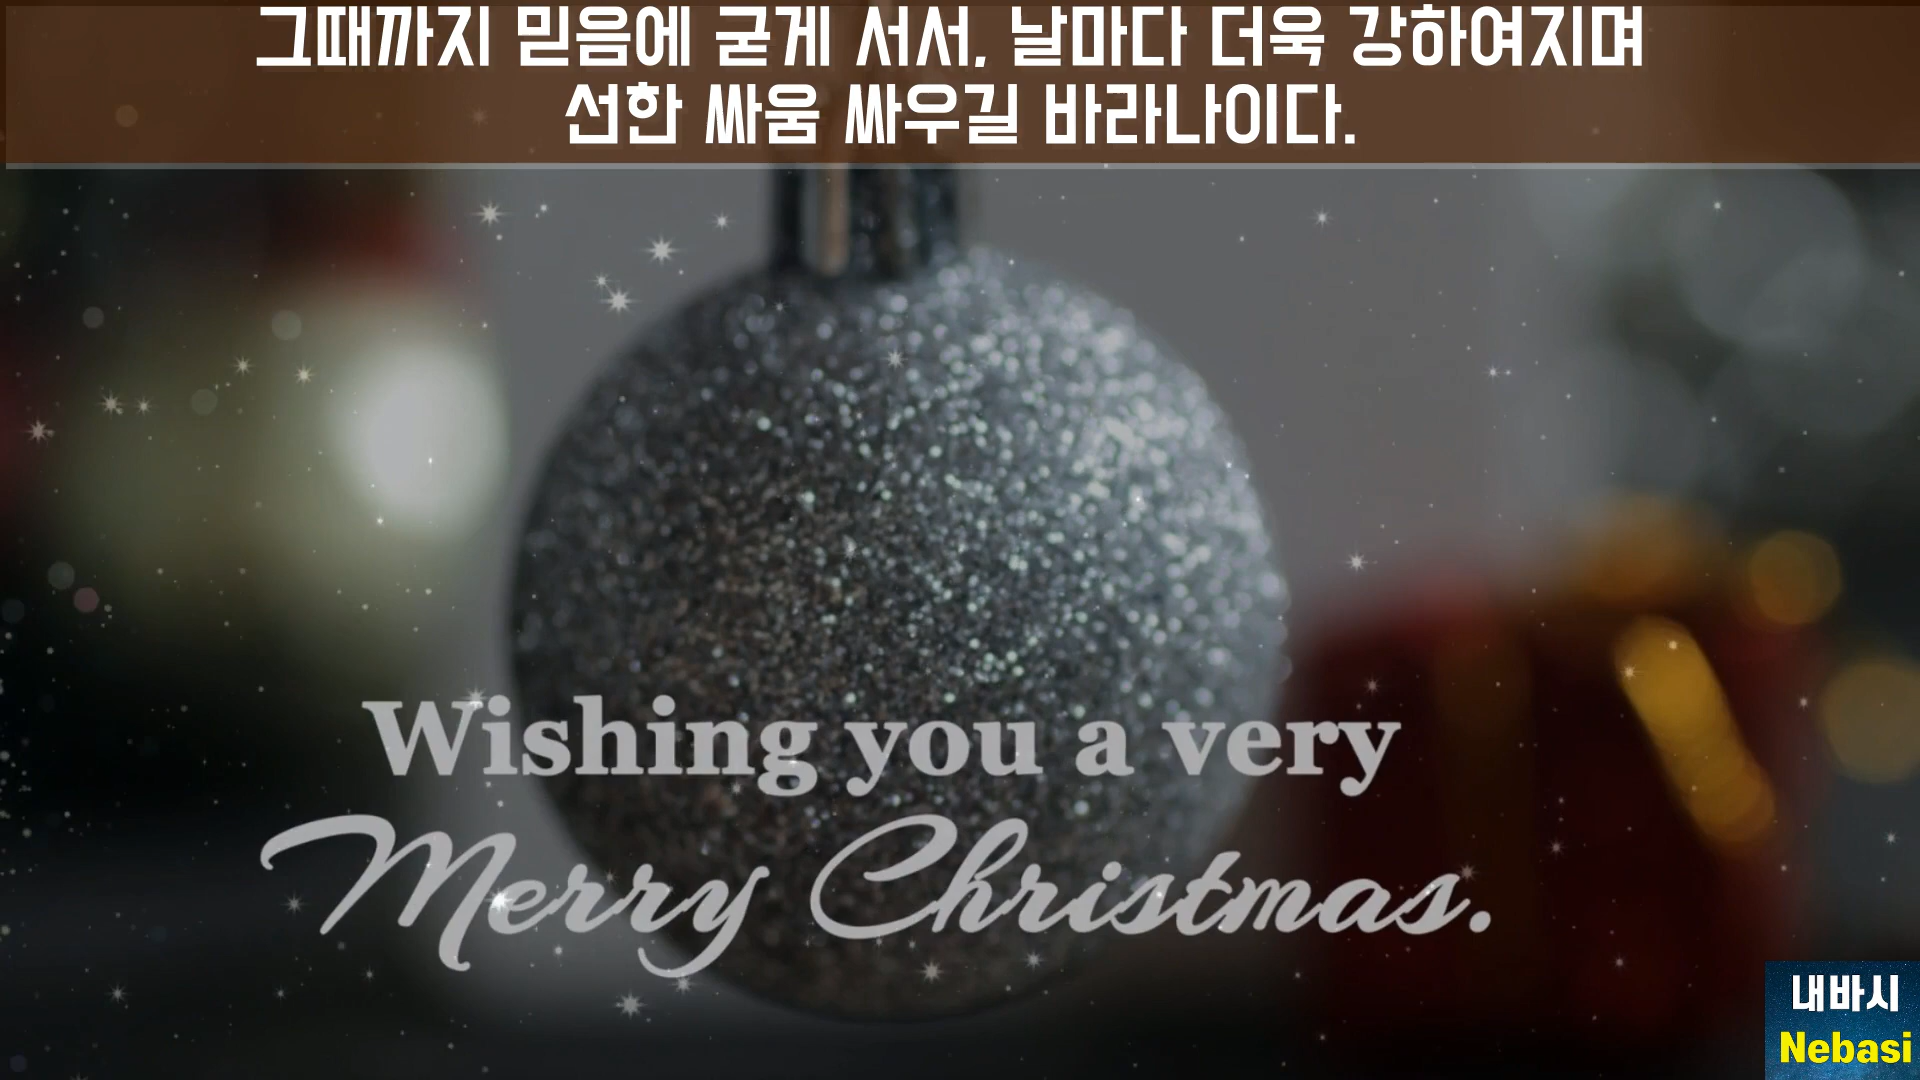 그때까지 믿음에 굳게 서서, 날마다 더욱 강하여지며
선한 싸움 싸우길 바라나이다.
Wishing you a very
Merry Christmas.
내바시
Nebasi